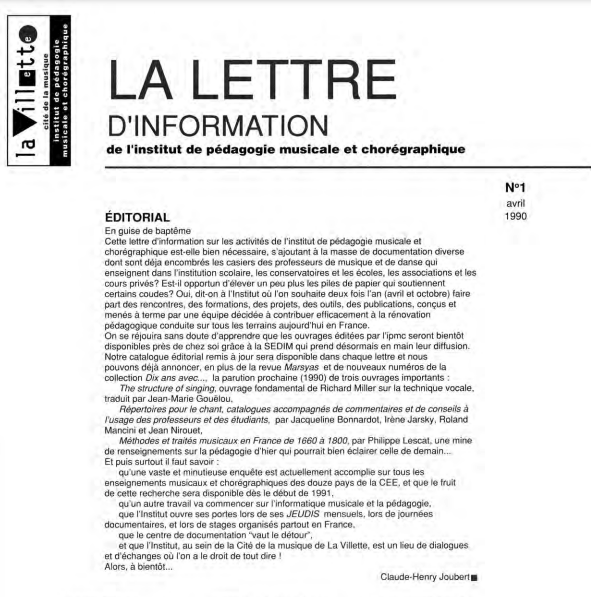 la Villette
cité de la musique
institut de pédagogie
musicale et chorégraphique
LA LETTRE
D'INFORMATION
de l'institut de pédagogie musicale et chorégraphique
N°1
avril
1990
ÉDITORIAL
En guise de baptême
Cette lettre d'information sur les activités de l'institut de pédagogie musicale et
chorégraphique est-elle bien nécessaire, s'ajoutant à la masse de documentation diverse
dont sont déja encombrés les casiers des professeurs de musique et de danse qui
enseignent dans l'institution scolaire, les conservatoires et les écoles, les associations et les
cours privés? Est-il opportun d'élever un peu plus les piles de papier qui soutiennent
certains coudes? Oui, dit-on à l'Institut où l'on souhaite deux fois l'an (avril et octobre) faire
part des rencontres, des formations, des projets, des outils, des publications, conçus et
menés à terme par une équipe décidée à contribuer efficacement à la rénovation
pédagogique conduite sur tous les terrains aujourd'hui en France.
On se réjouira sans doute d'apprendre que les ouvrages édités par l'ipmc seront bientôt
disponibles près de chez soi grâce à la SEDIM qui prend désormais en main leur diffusion.
Notre catalogue éditorial remis à jour sera disponible dans chaque lettre et nous
pouvons déjà annoncer, en plus de la revue Marsyas et de nouveaux numéros de la
collection Dix ans avec..., la parution prochaine (1990) de trois ouvrages importants :
The structure of singing, ouvrage fondamental de Richard Miller sur la technique vocale,
traduit par Jean-Marie Gouëlou,
Répertoires pour le chant, catalogues accompagnés de commentaires et de conseils à
l'usage des professeurs et des étudiants, par Jacqueline Bonnardot, Irène Jarsky, Roland
Mancini et Jean Nirouet,
Méthodes et traités musicaux en France de 1660 à 1800, par Philippe Lescat, une mine
de renseignements sur la pédagogie d'hier qui pourrait bien éclairer celle de demain...
Et puis surtout il faut savoir :
qu'une vaste et minutieuse enquête est actuellement accomplie sur tous les
enseignements musicaux et chorégraphiques des douze pays de la CEE, et que le fruit
de cette recherche sera disponible dès le début de 1991,
qu'un autre travail va commencer sur l'informatique musicale et la pédagogie,
que l'Institut ouvre ses portes lors de ses JEUDIS mensuels, lors de journées
documentaires, et lors de stages organisés partout en France,
que le centre de documentation "vaut le détour",
et que l'Institut, au sein de la Cité de la musique de La Villette, est un lieu de dialogues
et d'échanges où l'on a le droit de tout dire !
Alors, à bientôt...
Claude-Henry Joubert